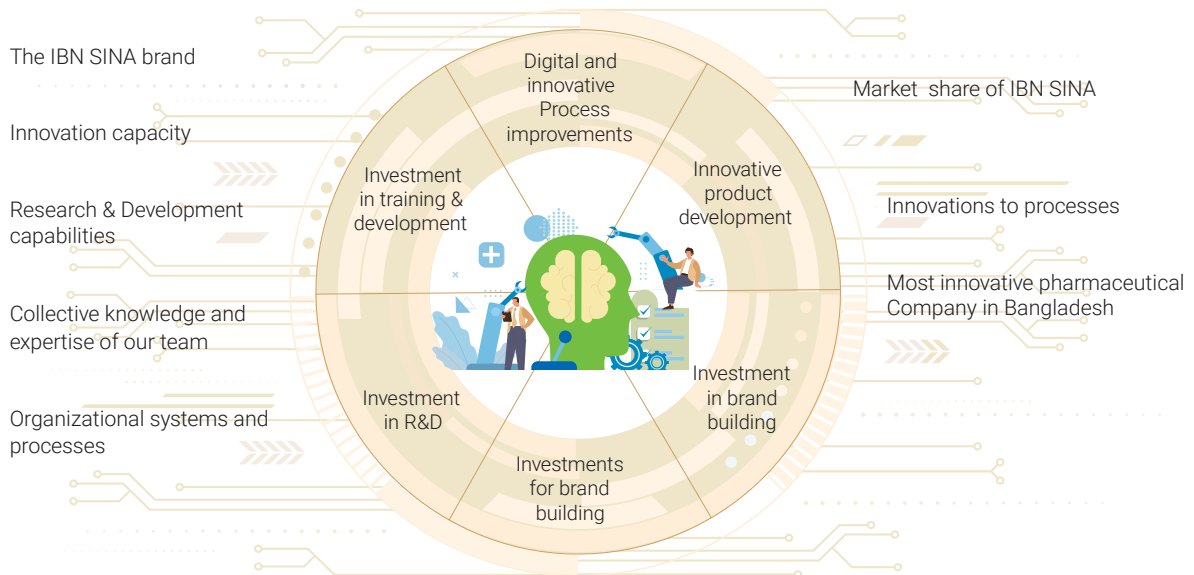 The IBN SINA brand
Innovation capacity
Research & Development
capabilities
Collective knowledge and
expertise of our team
Organizational systems and
processes
Digital and
innovative
Process
improvements
Innovative
product
development
Investment
in brand
building
Investments
for brand
building
Investment
in R&D
Investment
in training &
development
Market share of IBN SINA
Innovations to processes
Most innovative pharmaceutical
Company in Bangladesh